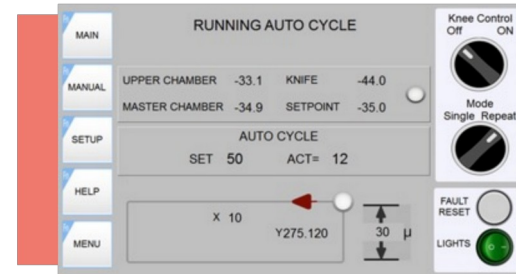 RUNNING AUTO CYCLE
MAIN
MANUAL
SETUP
HELP
MENU
UPPER CHAMBER -33.1 KNIFE -44.0
MASTER CHAMBER -34.9 SETPOINT -35.0
AUTO CYCLE
SET 50 ACT= 12
X 10
Y275.120
30 µ
Knee Control
Off ON
Mode
Single Repeat
FAULT
RESET
LIGHTS